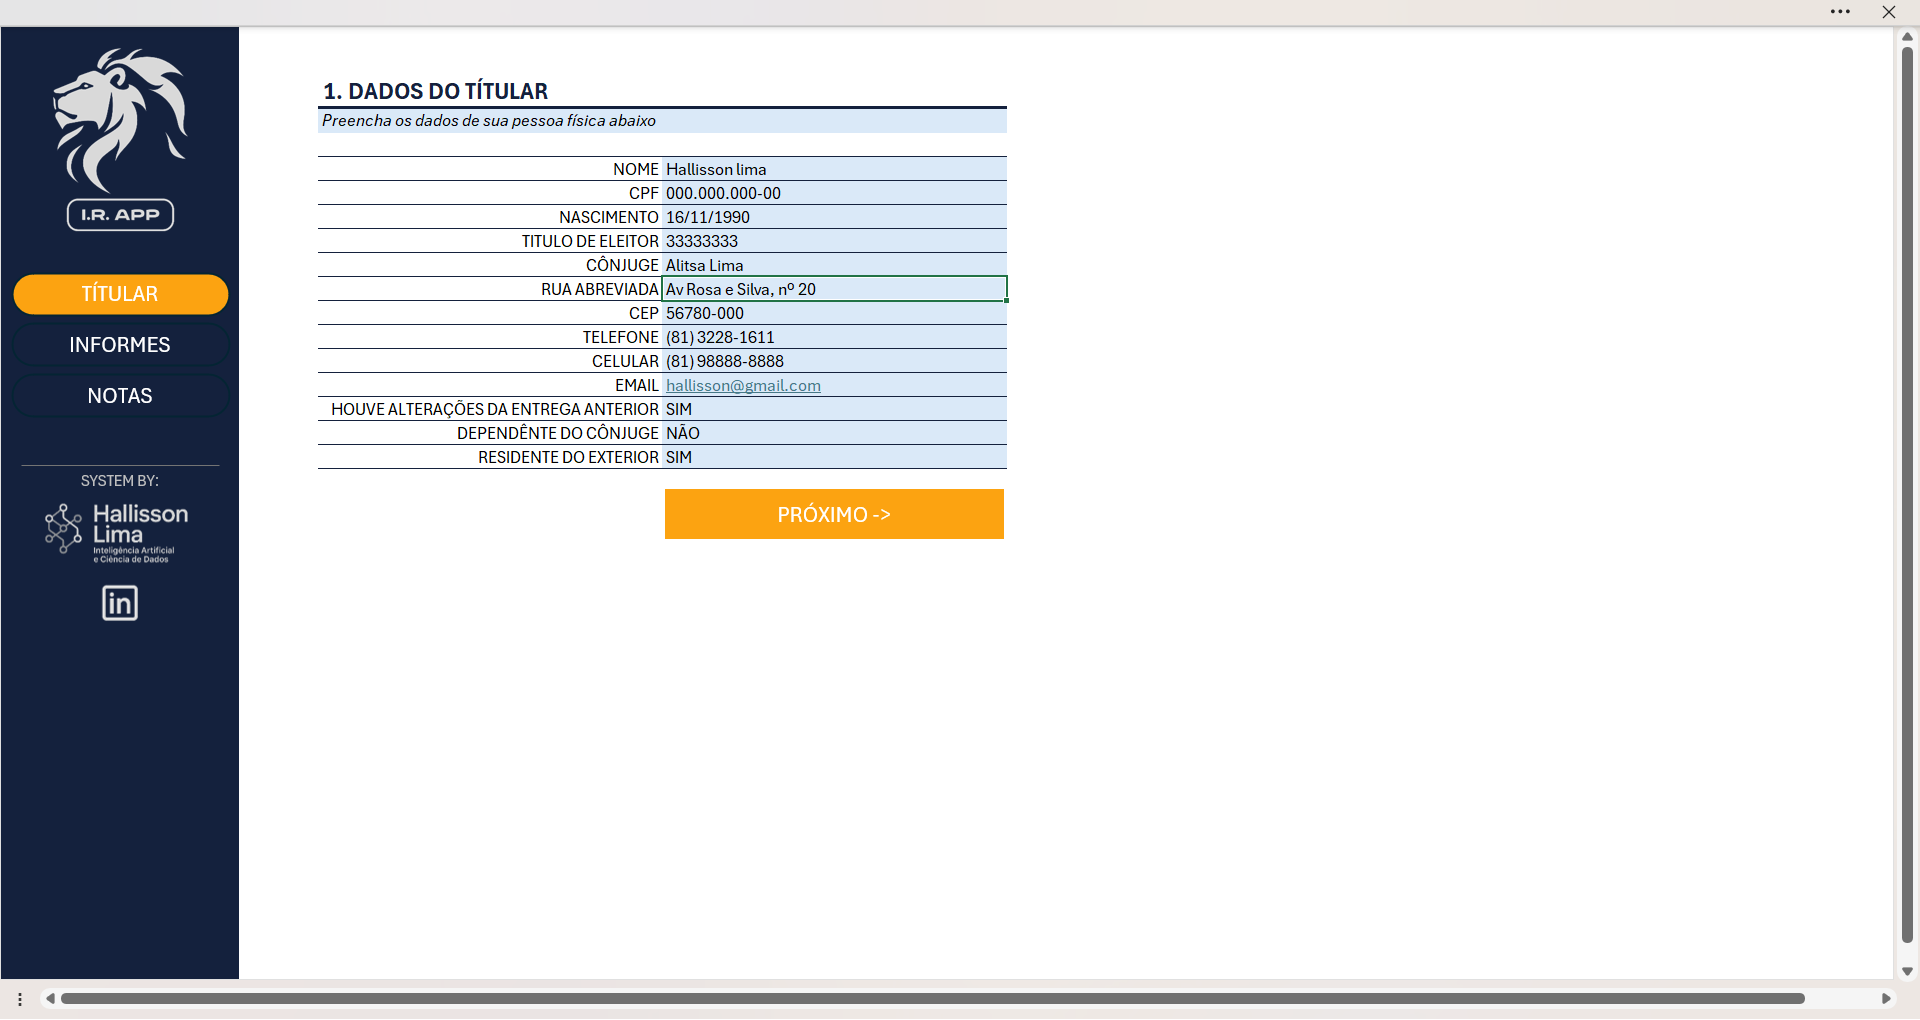 I.R. APP
TÍTULAR
INFORMES
NOTAS
SYSTEM BY:
Hallisson
Lima
Inteligência Artificial
e Ciência de Dados
in
1. DADOS DO TÍTULAR
Preencha os dados de sua pessoa física abaixo
NOME Hallisson lima
CPF 000.000.000-00
NASCIMENTO 16/11/1990
TITULO DE ELEITOR 33333333
CÔNJUGE Alitsa Lima
RUA ABREVIADA Av Rosa e Silva, nº 20
CEP 56780-000
TELEFONE (81) 3228-1611
CELULAR (81) 98888-8888
EMAIL hallisson@gmail.com
HOUVE ALTERAÇÕES DA ENTREGA ANTERIOR SIM
DEPENDÊNTE DO CÔNJUGE NÃO
RESIDENTE DO EXTERIOR SIM
PRÓXIMO ->